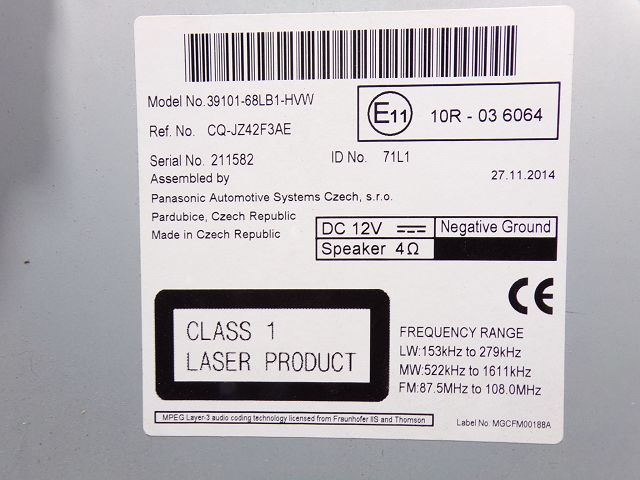 Model No.39101-68LB1-HVW
Ref. No. CQ-JZ42F3AE
E11 10R - 03 6064
Serial No. 211582 ID No. 71L1
27.11.2014
Assembled by
Panasonic Automotive Systems Czech, s.r.o.
Pardubice, Czech Republic
Made in Czech Republic
DC 12V ⎓ Negative Ground
Speaker 4Ω
CE
CLASS 1
LASER PRODUCT
FREQUENCY RANGE
LW:153kHz to 279kHz
MW:522kHz to 1611kHz
FM:87.5MHz to 108.0MHz
MPEG Layer-3 audio coding technology licensed from Fraunhofer IIS and Thomson
Label No. MGCFM00188A